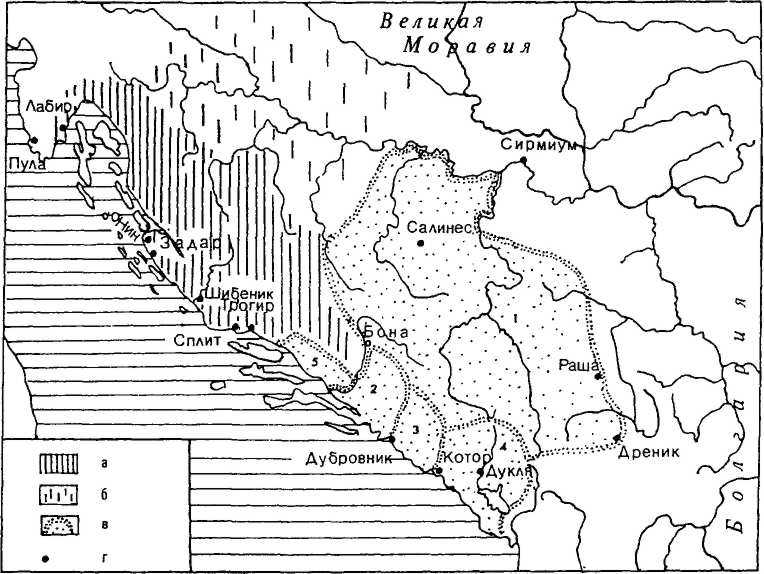 Великая
Моравия
Лабир
Пула
Сирмиум
Салинес
Нин
Задар
Шибеник
Трогир
Сплит
Бона
1
5
2
3
4
Раша
Дубровник
Котор
Дукля
Дреник
Болгария
а
б
в
г